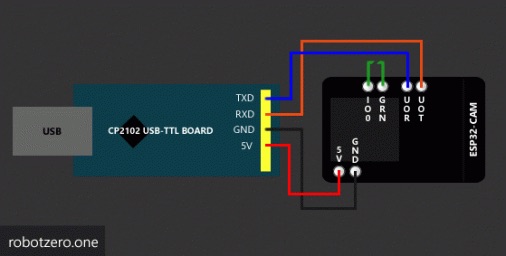 USB
CP2102 USB-TTL BOARD
TXD
RXD
GND
5V
IO0
GRN
UOR
UOT
5V
GND
ESP32-CAM
robotzero.one